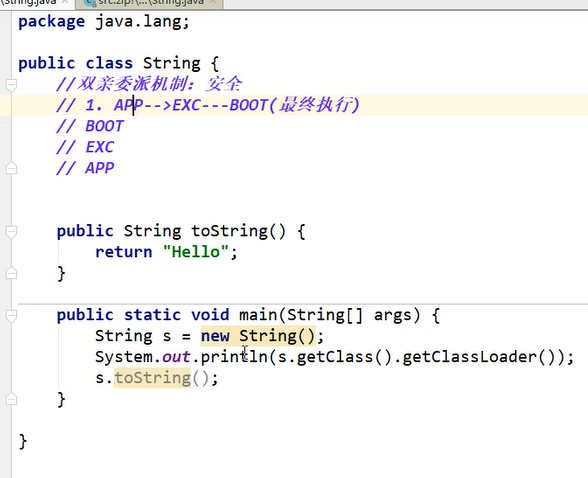 String.java
src.zip!\...\String.java
package java.lang;
public class String {
//双亲委派机制：安全
// 1. APP-->EXC---BOOT(最终执行)
// BOOT
// EXC
// APP
public String toString() {
return "Hello";
}
public static void main(String[] args) {
String s = new String();
System.out.println(s.getClass().getClassLoader());
s.toString();
}
}